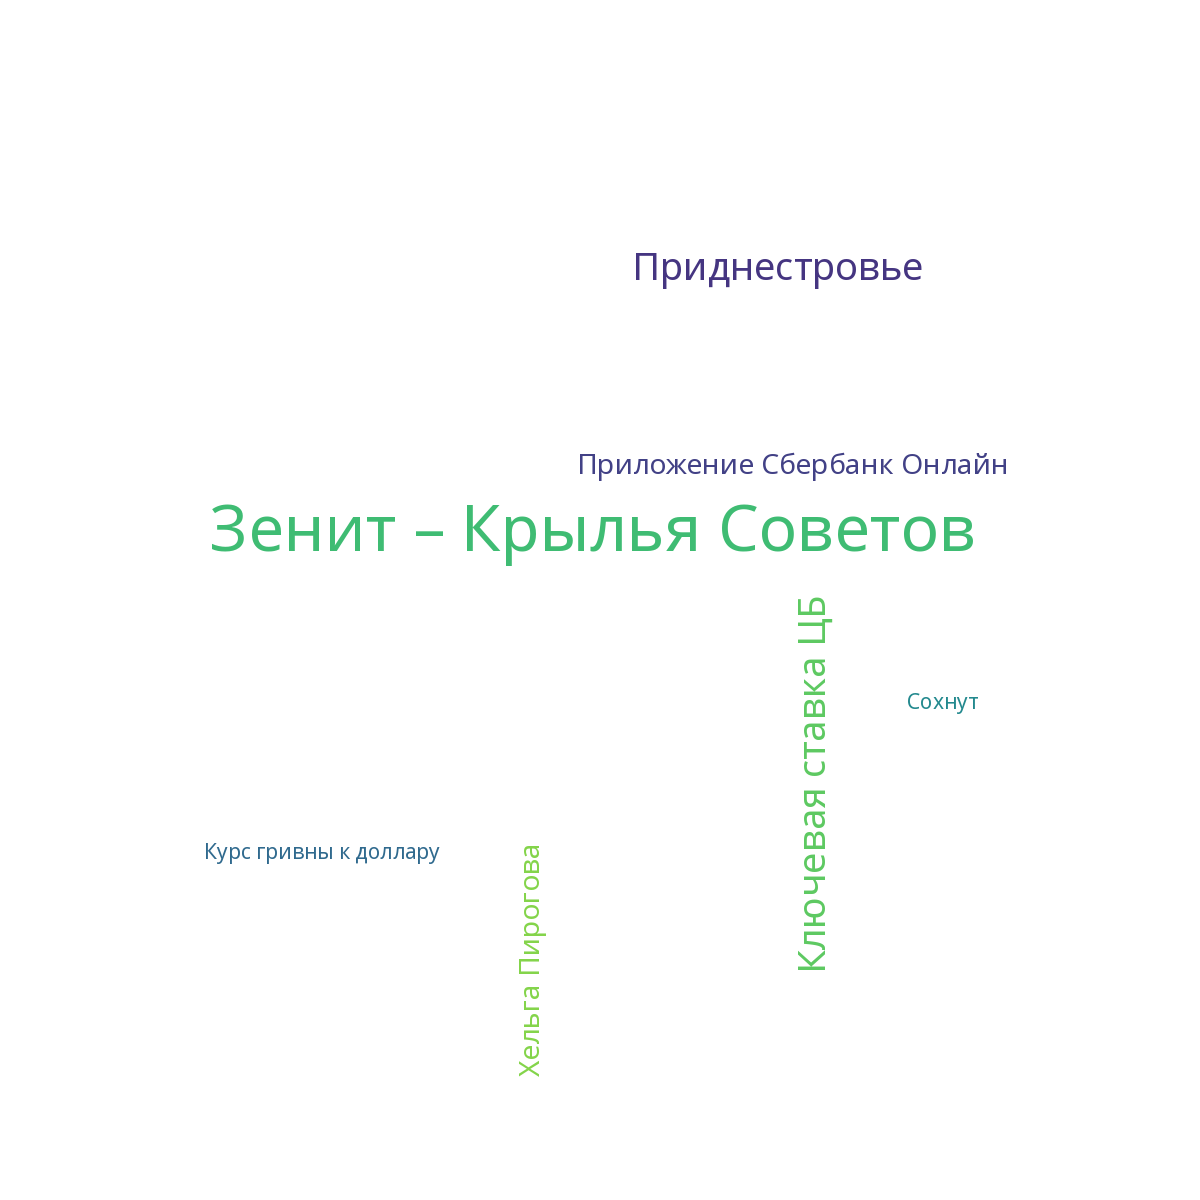 Приднестровье
Приложение Сбербанк Онлайн
Зенит – Крылья Советов
Ключевая ставка ЦБ
Сохнут
Курс гривны к доллару
Хельга Пирогова